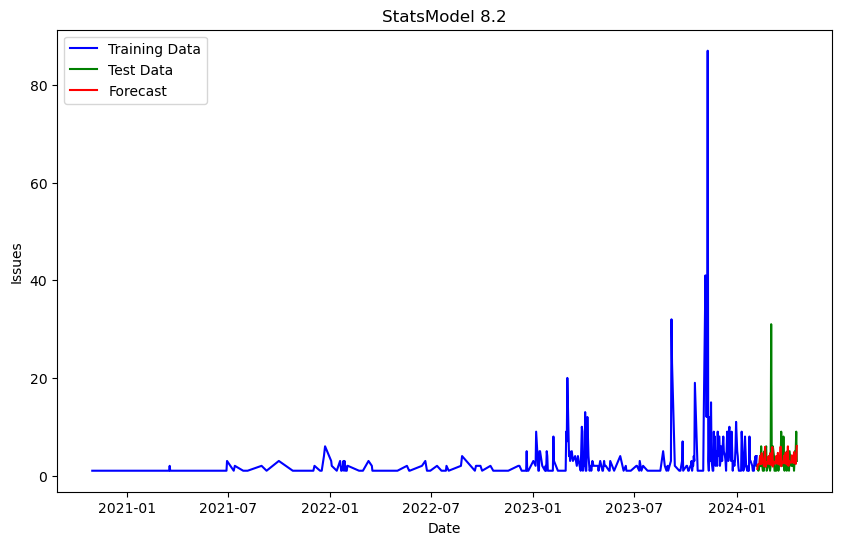 StatsModel 8.2
Training Data
Test Data
Forecast
80
60
40
20
0
Issues
2021-01 2021-07 2022-01 2022-07 2023-01 2023-07 2024-01
Date